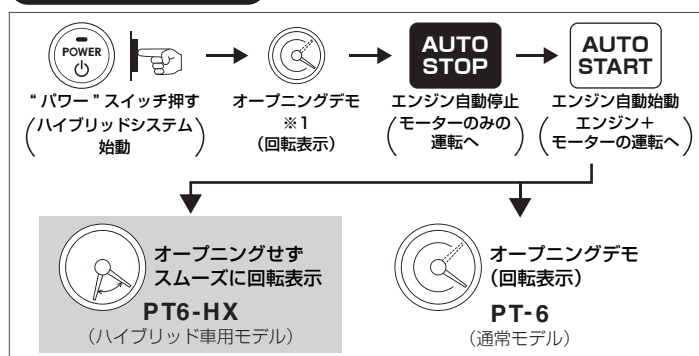 POWER
AUTO
STOP
AUTO
START
“ パワー ” スイッチ押す
(ハイブリッドシステム
始動)
オープニングデモ
※1
(回転表示)
エンジン自動停止
(モーターのみの
運転へ)
エンジン自動始動
(エンジン+
モーターの運転へ)
オープニングせず
スムーズに回転表示
PT6-HX
(ハイブリッド車用モデル)
オープニングデモ
(回転表示)
PT-6
(通常モデル)